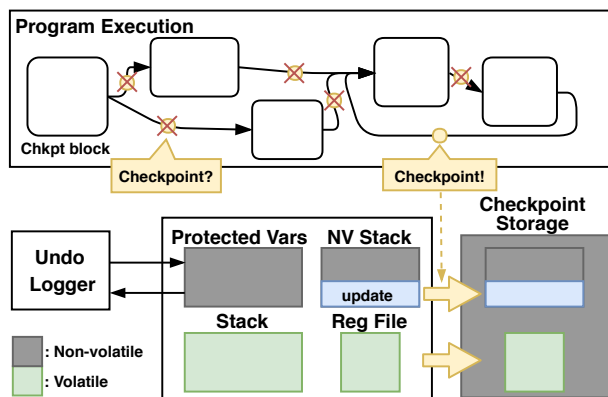 Program Execution
Chkpt block
Checkpoint?
Checkpoint!
Checkpoint
Storage
Undo
Logger
Protected Vars
NV Stack
update
Stack
Reg File
: Non-volatile
: Volatile